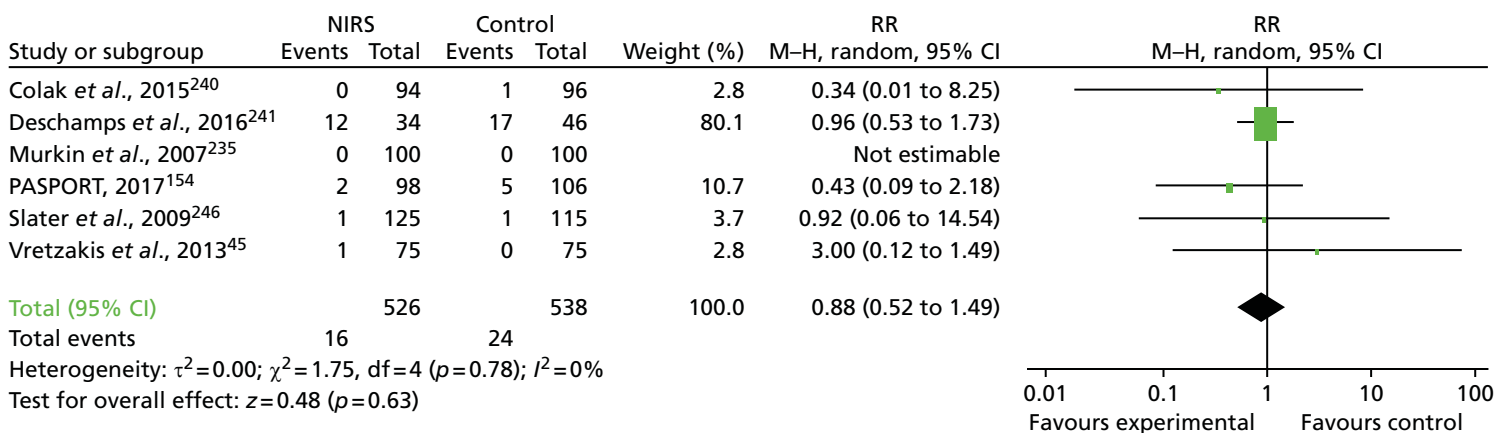 NIRS Control RR RR
Study or subgroup Events Total Events Total Weight (%) M–H, random, 95% CI M–H, random, 95% CI
Colak et al., 2015240 0 94 1 96 2.8 0.34 (0.01 to 8.25)
Deschamps et al., 2016241 12 34 17 46 80.1 0.96 (0.53 to 1.73)
Murkin et al., 2007235 0 100 0 100 Not estimable
PASPORT, 2017154 2 98 5 106 10.7 0.43 (0.09 to 2.18)
Slater et al., 2009246 1 125 1 115 3.7 0.92 (0.06 to 14.54)
Vretzakis et al., 201345 1 75 0 75 2.8 3.00 (0.12 to 1.49)
Total (95% CI) 526 538 100.0 0.88 (0.52 to 1.49)
Total events 16 24
Heterogeneity: τ2=0.00; χ2=1.75, df=4 (p=0.78); I2=0%
Test for overall effect: z=0.48 (p=0.63)
0.01 0.1 1 10 100
Favours experimental Favours control